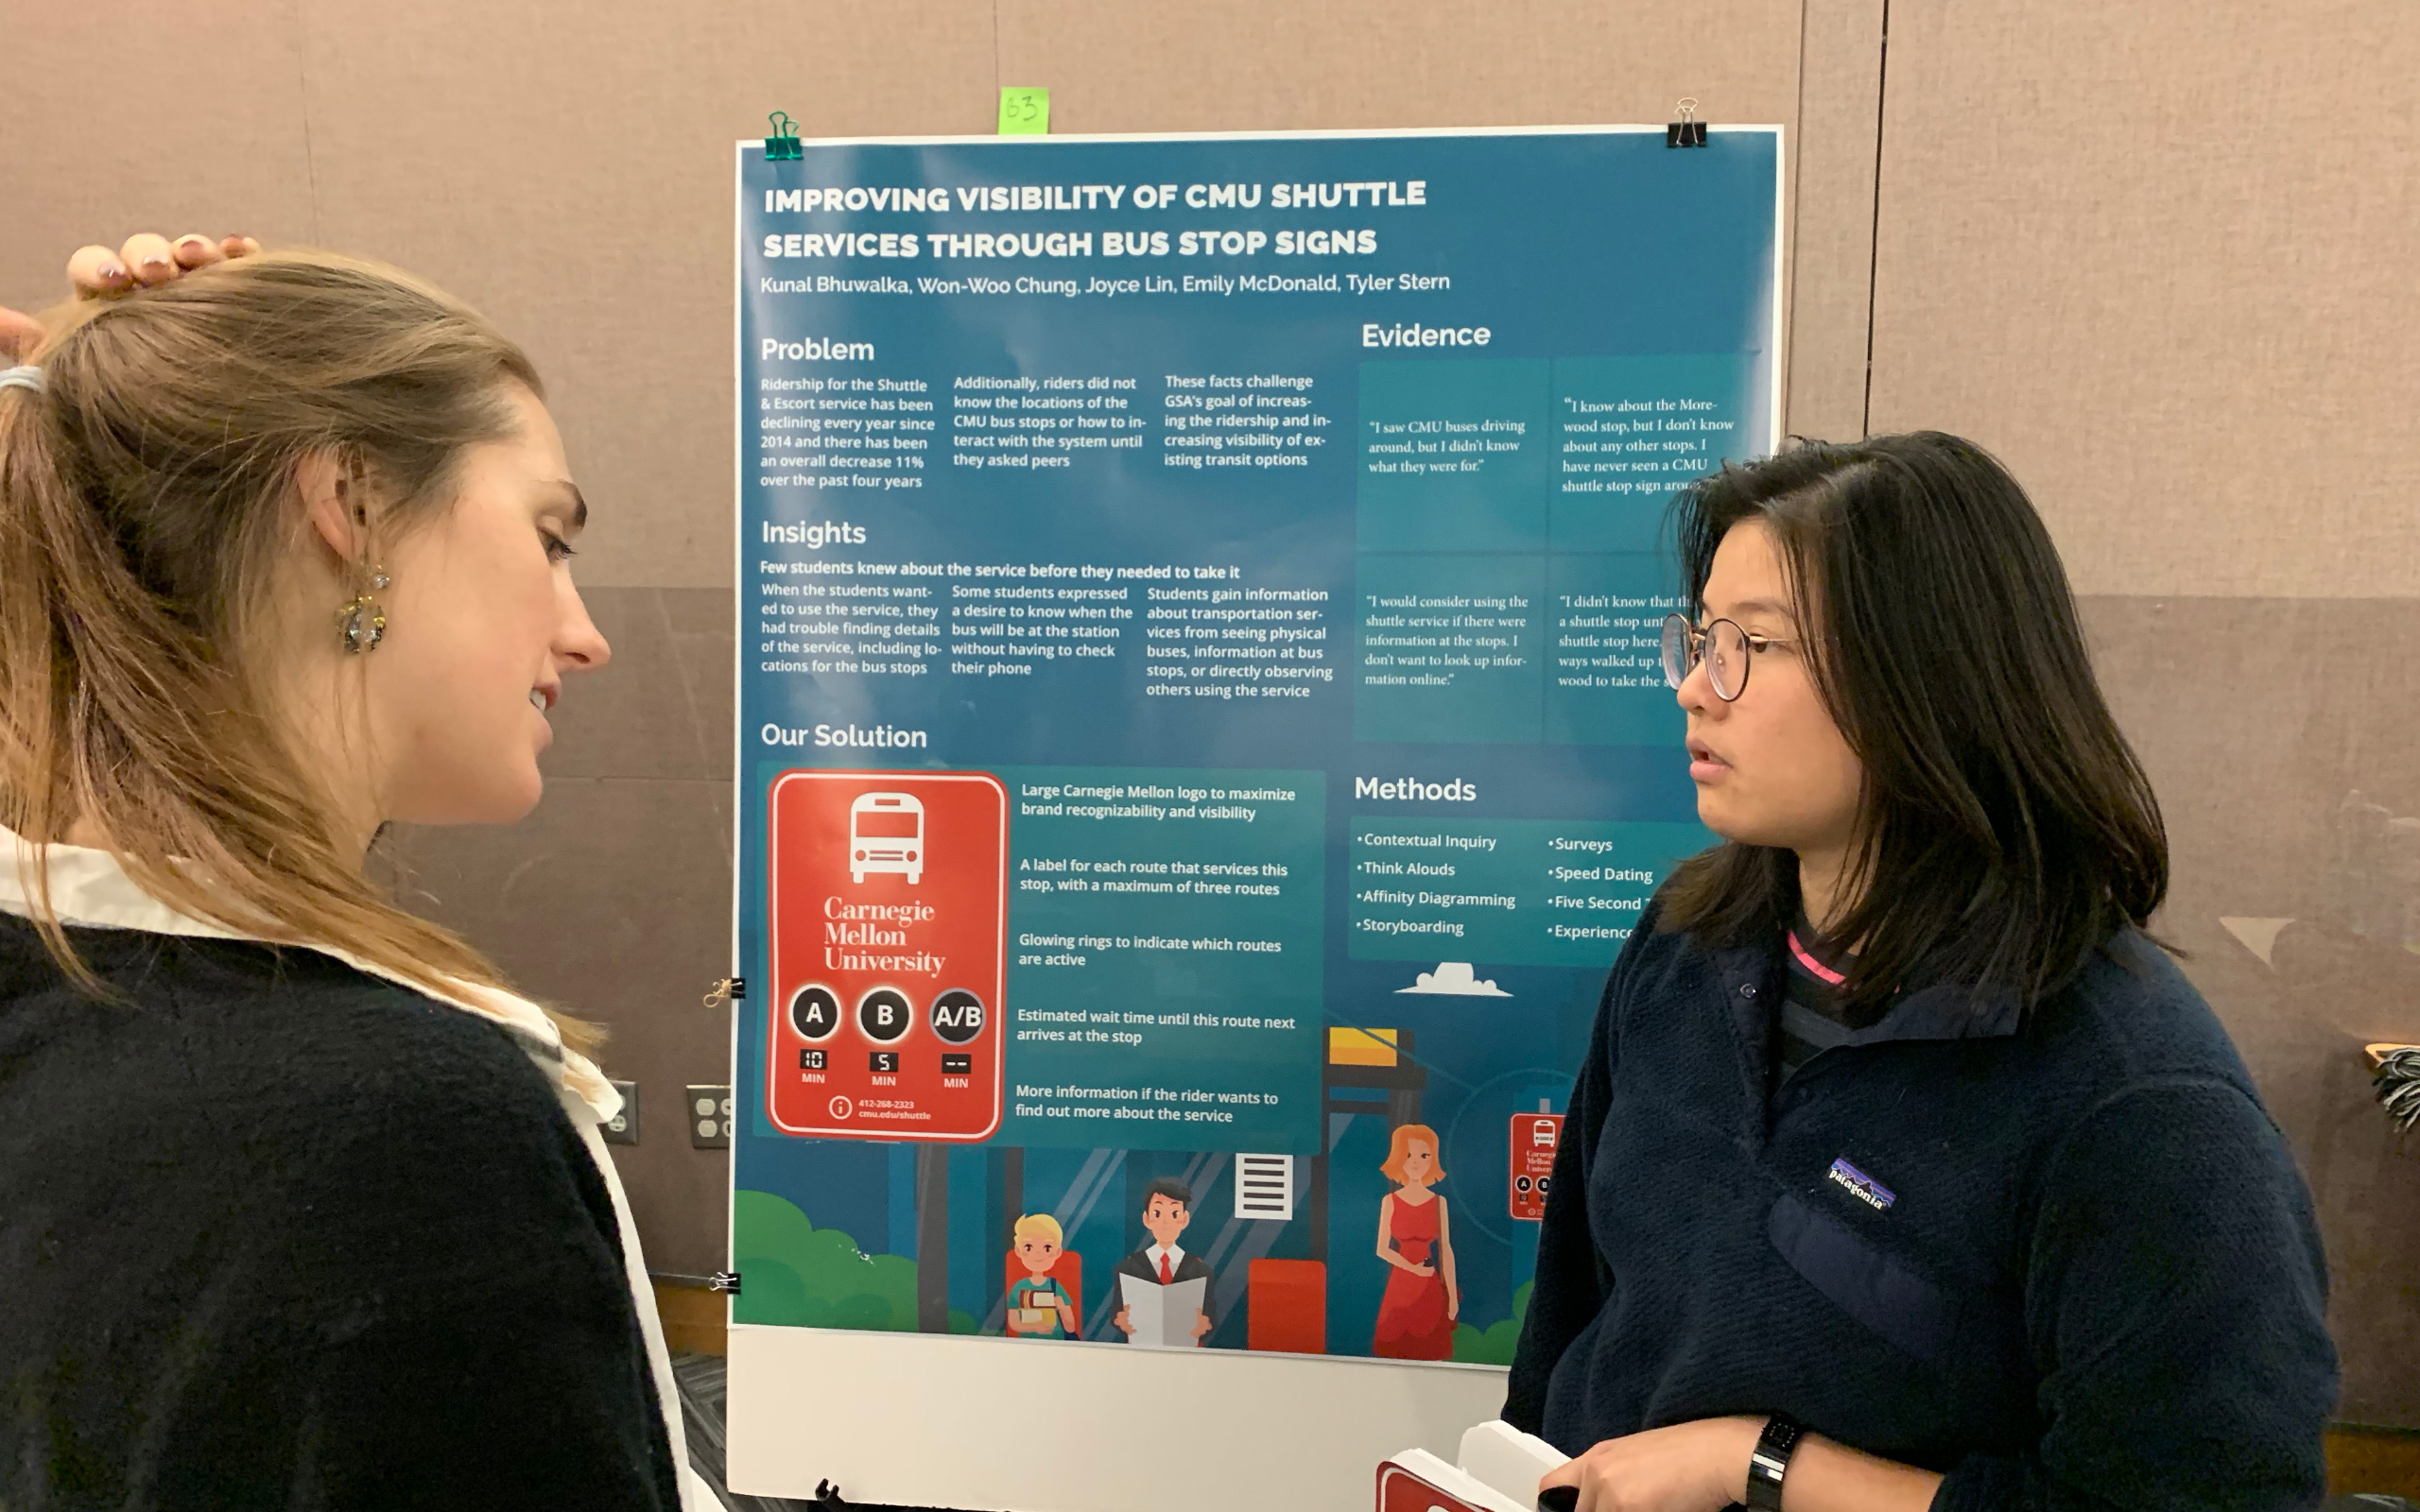 63
IMPROVING VISIBILITY OF CMU SHUTTLE
SERVICES THROUGH BUS STOP SIGNS
Kunal Bhuwalka, Won-Woo Chung, Joyce Lin, Emily McDonald, Tyler Stern
Problem
Ridership for the Shuttle
& Escort service has been
declining every year since
2014 and there has been
an overall decrease 11%
over the past four years
Additionally, riders did not
know the locations of the
CMU bus stops or how to in-
teract with the system until
they asked peers
These facts challenge
GSA's goal of increas-
ing the ridership and in-
creasing visibility of ex-
isting transit options
Insights
Few students knew about the service before they needed to take it
When the students want-
ed to use the service, they
had trouble finding details
of the service, including lo-
cations for the bus stops
Some students expressed
a desire to know when the
bus will be at the station
without having to check
their phone
Students gain information
about transportation ser-
vices from seeing physical
buses, information at bus
stops, or directly observing
others using the service
Our Solution
Carnegie
Mellon
University
A B A/B
10 5 --
MIN MIN MIN
i 412-268-2323
cmu.edu/shuttle
Large Carnegie Mellon logo to maximize
brand recognizability and visibility
A label for each route that services this
stop, with a maximum of three routes
Glowing rings to indicate which routes
are active
Estimated wait time until this route next
arrives at the stop
More information if the rider wants to
find out more about the service
Evidence
"I saw CMU buses driving
around, but I didn't know
what they were for."
"I know about the More-
wood stop, but I don't know
about any other stops. I
have never seen a CMU
shuttle stop sign
"I would consider using the
shuttle service if there were
information at the stops. I
don't want to look up infor-
mation online."
"I didn't know that
a shuttle stop
shuttle stop here.
ways walked up
wood to take the
Methods
•Contextual Inquiry
•Think Alouds
•Affinity Diagramming
•Storyboarding
•Surveys
•Speed Dating
•Five Second
•Experience
Carnegie
Mellon
A B
patagonia